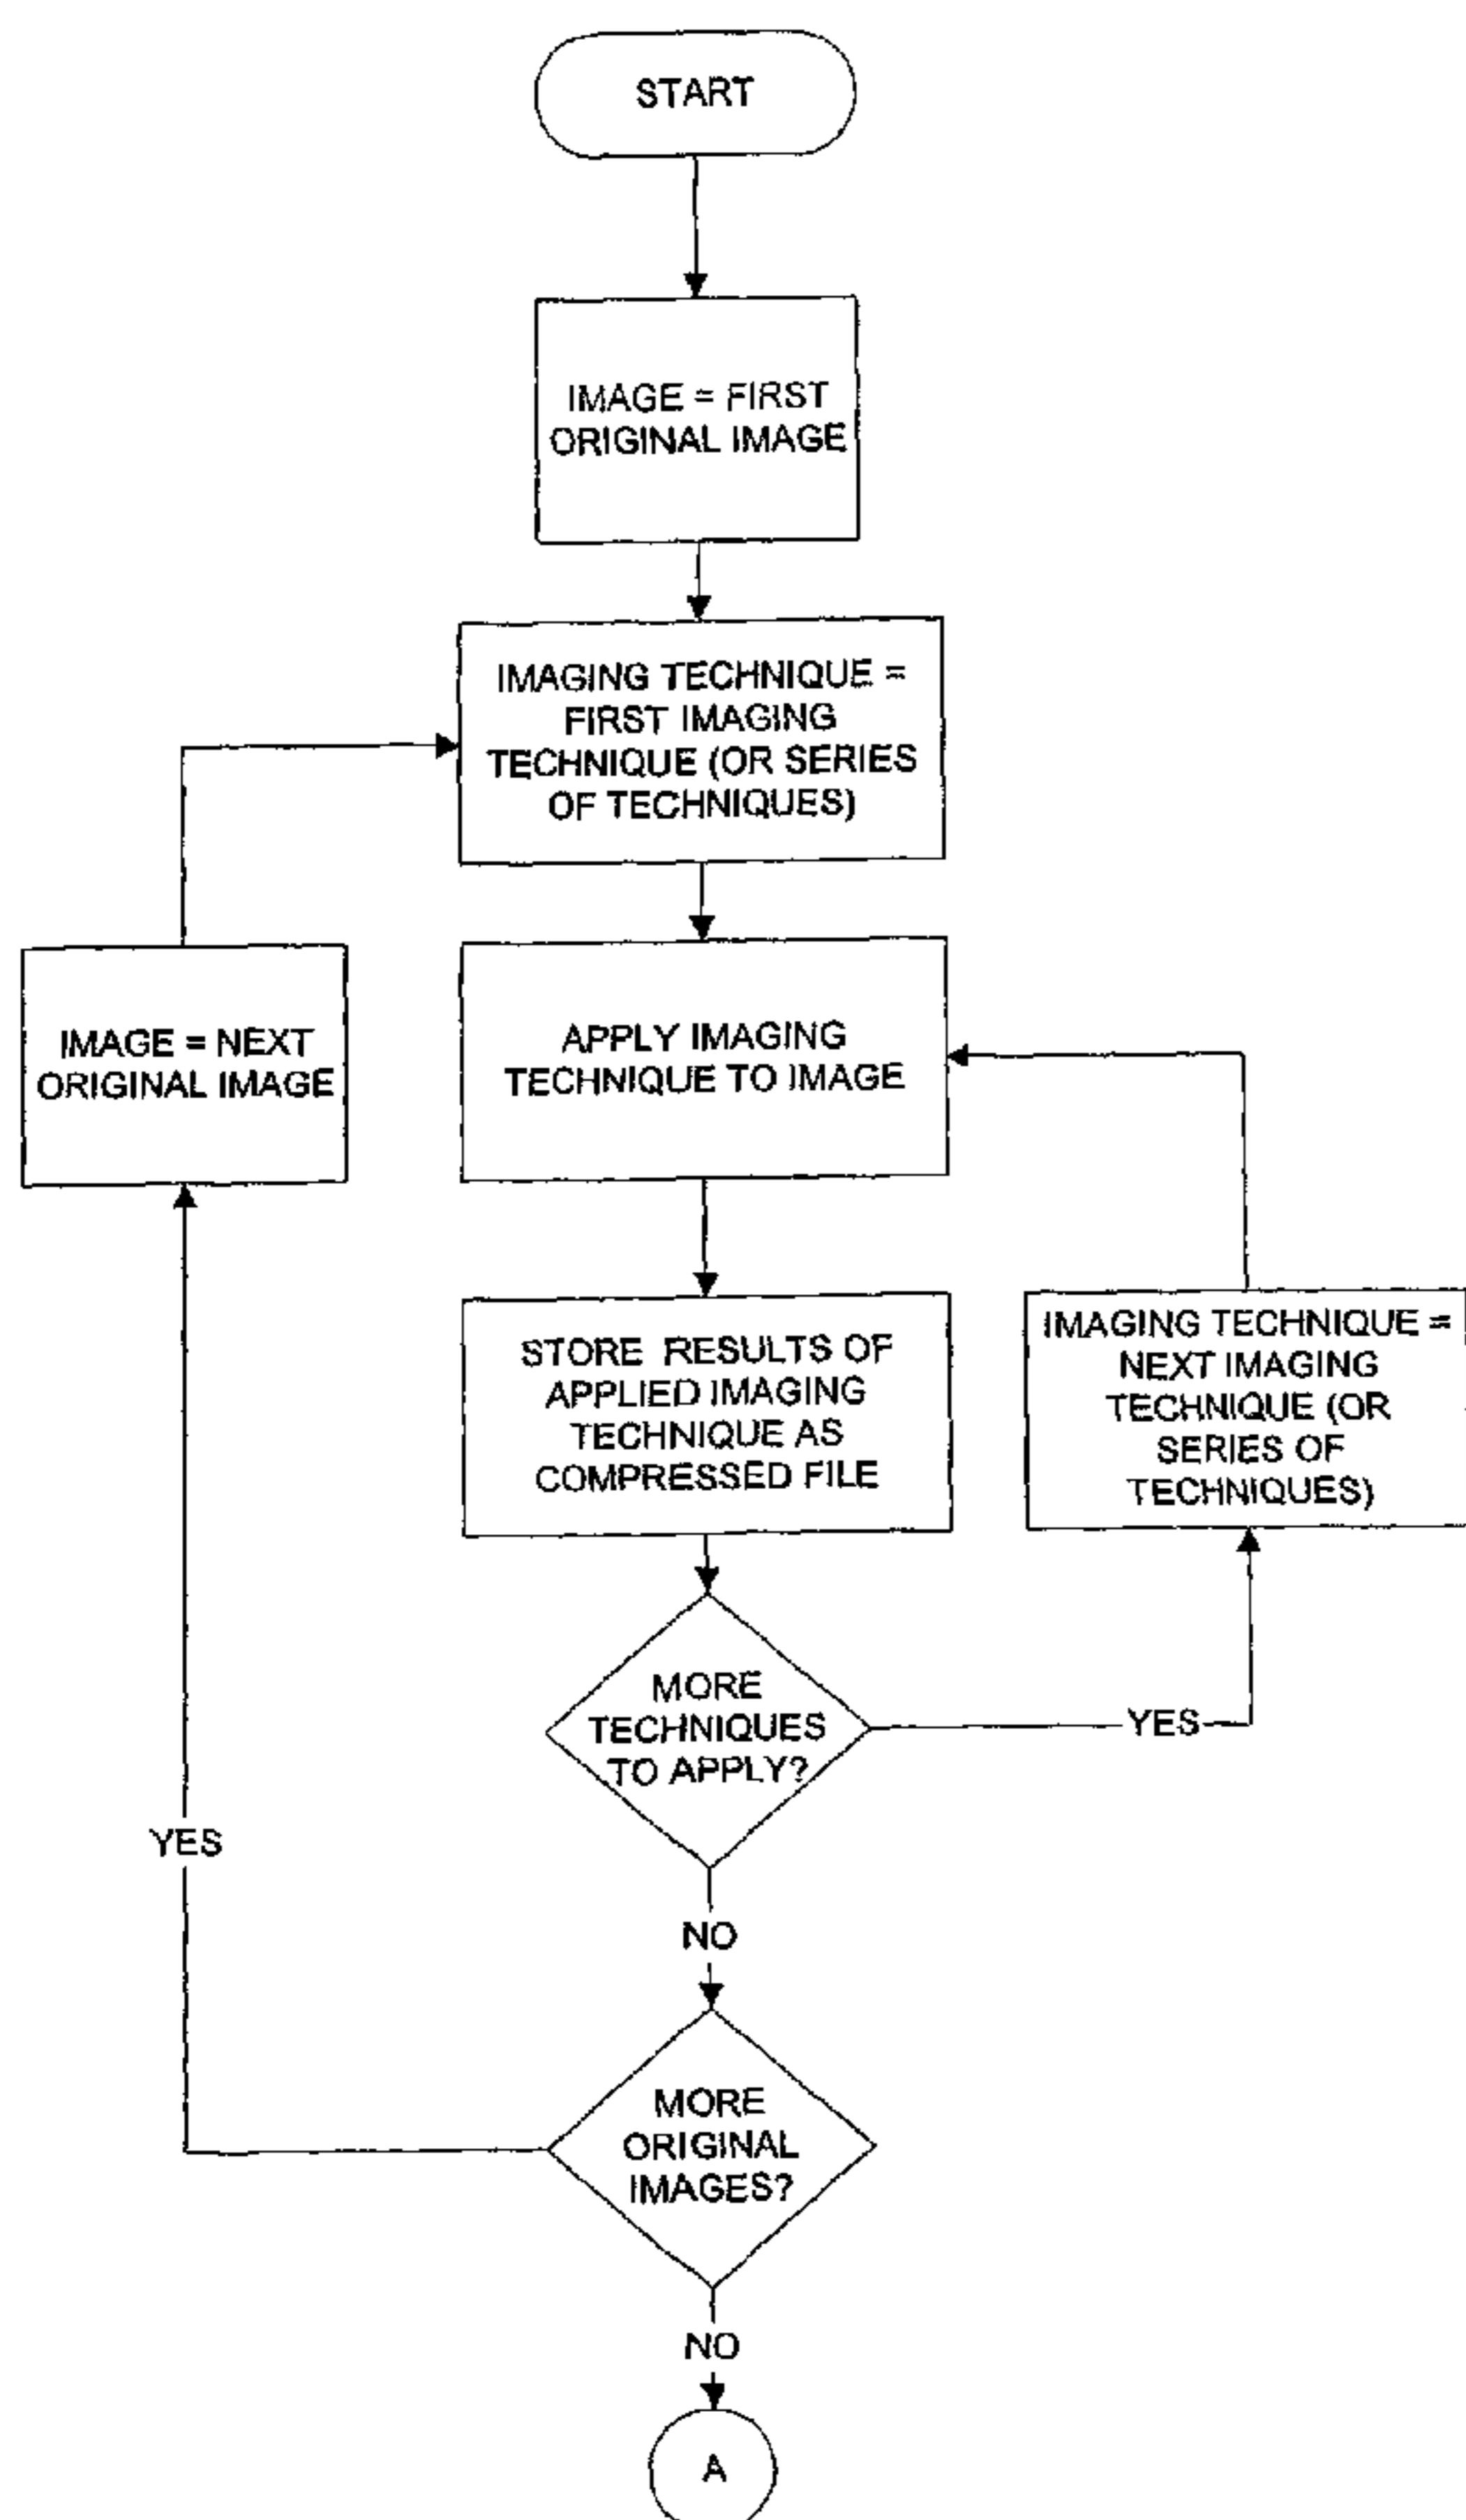 START
IMAGE = FIRST
ORIGINAL IMAGE
IMAGING TECHNIQUE =
FIRST IMAGING
TECHNIQUE (OR SERIES
OF TECHNIQUES)
IMAGE = NEXT
ORIGINAL IMAGE
APPLY IMAGING
TECHNIQUE TO IMAGE
STORE RESULTS OF
APPLIED IMAGING
TECHNIQUE AS
COMPRESSED FILE
IMAGING TECHNIQUE =
NEXT IMAGING
TECHNIQUE (OR
SERIES OF
TECHNIQUES)
MORE
TECHNIQUES
TO APPLY?
YES
YES
NO
MORE
ORIGINAL
IMAGES?
NO
A